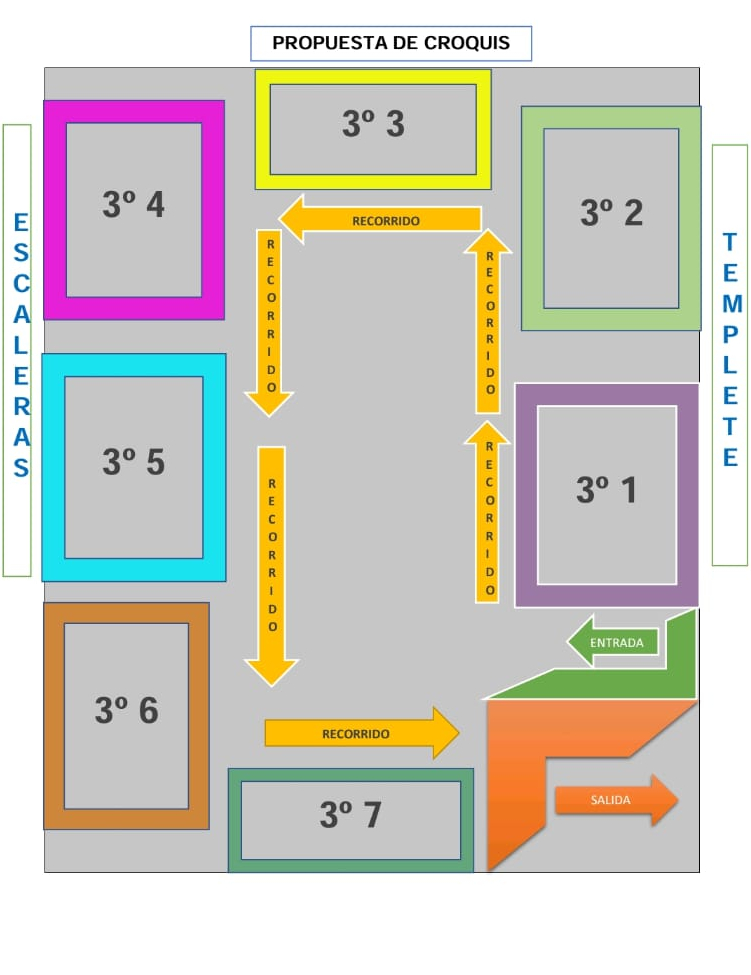 PROPUESTA DE CROQUIS
3º 3
3º 4
3º 2
ESCALERAS
TEMPLETE
RECORRIDO
RECORRIDO
RECORRIDO
3º 5
3º 1
RECORRIDO
RECORRIDO
ENTRADA
3º 6
RECORRIDO
3º 7
SALIDA